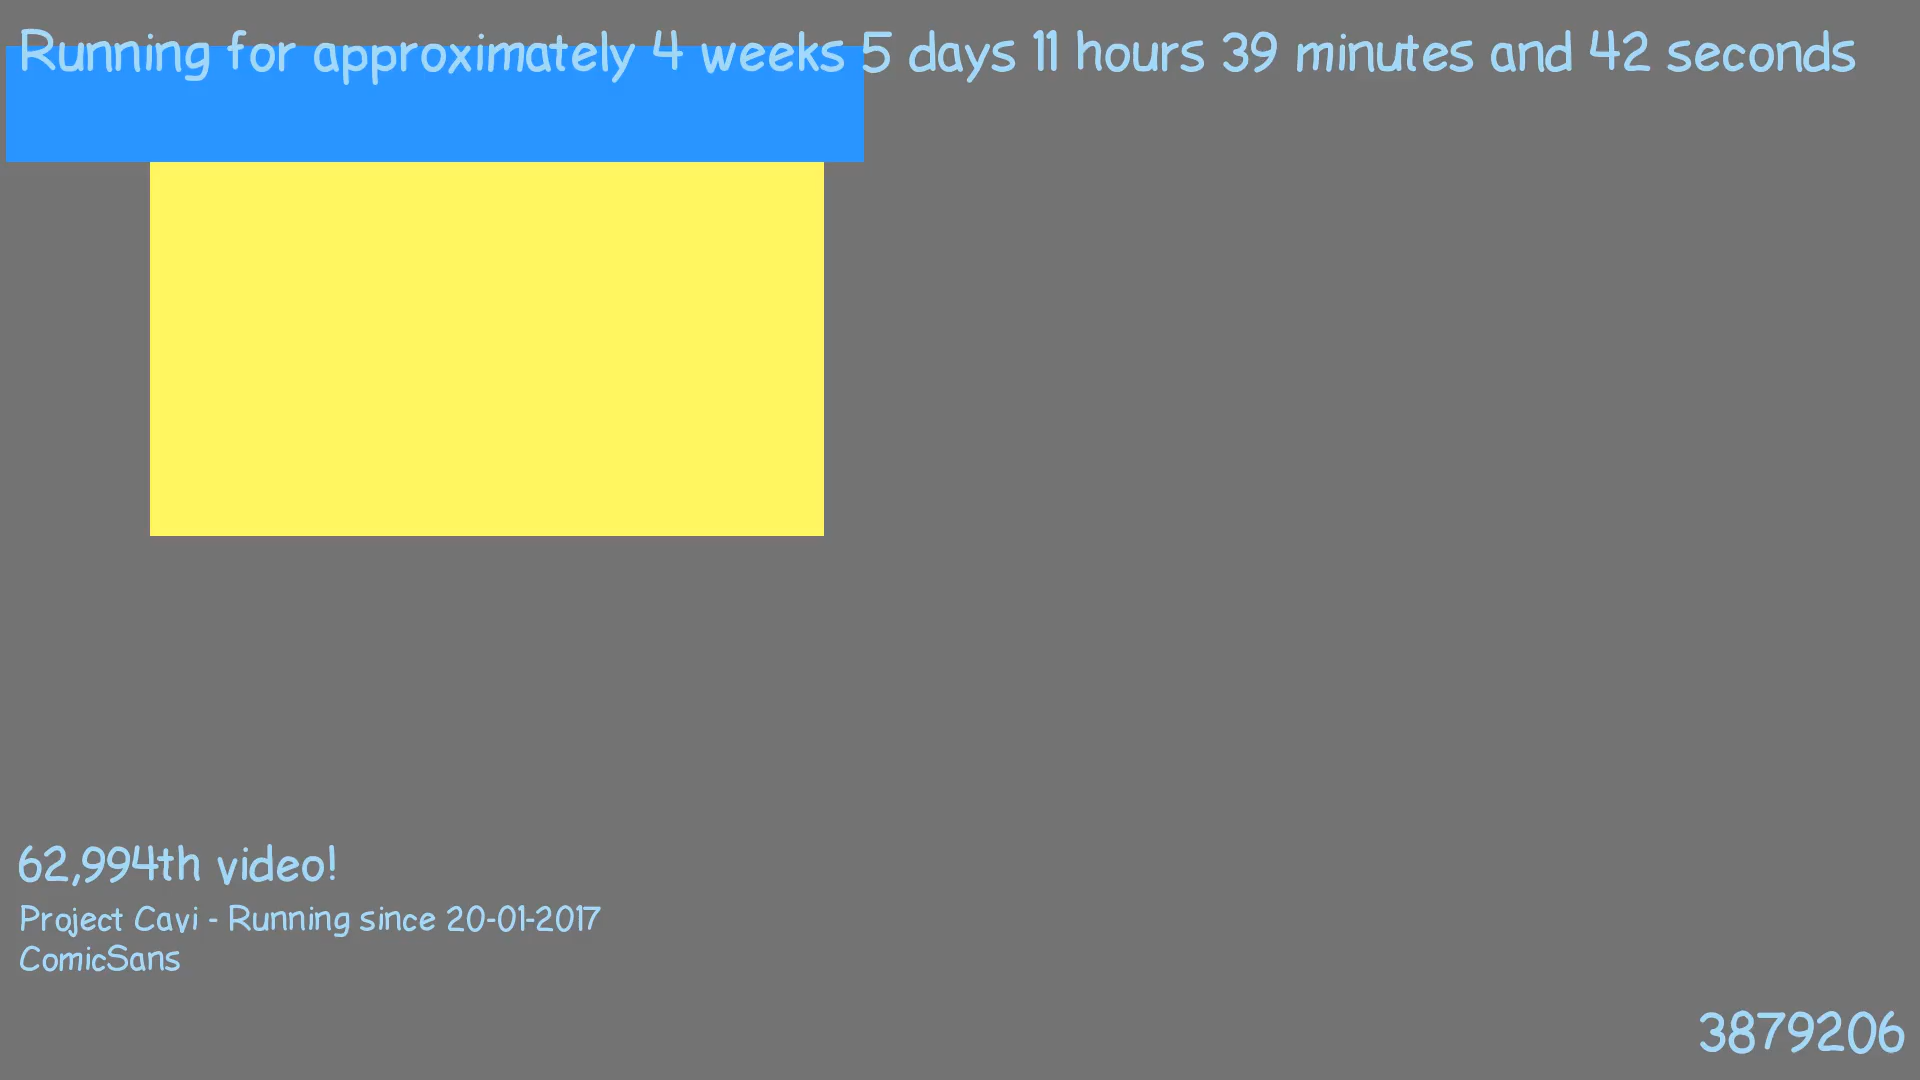 Running for approximately 4 weeks 5 days 11 hours 39 minutes and 42 seconds
62,994th video!
Project Cavi - Running since 20-01-2017
ComicSans
3879206